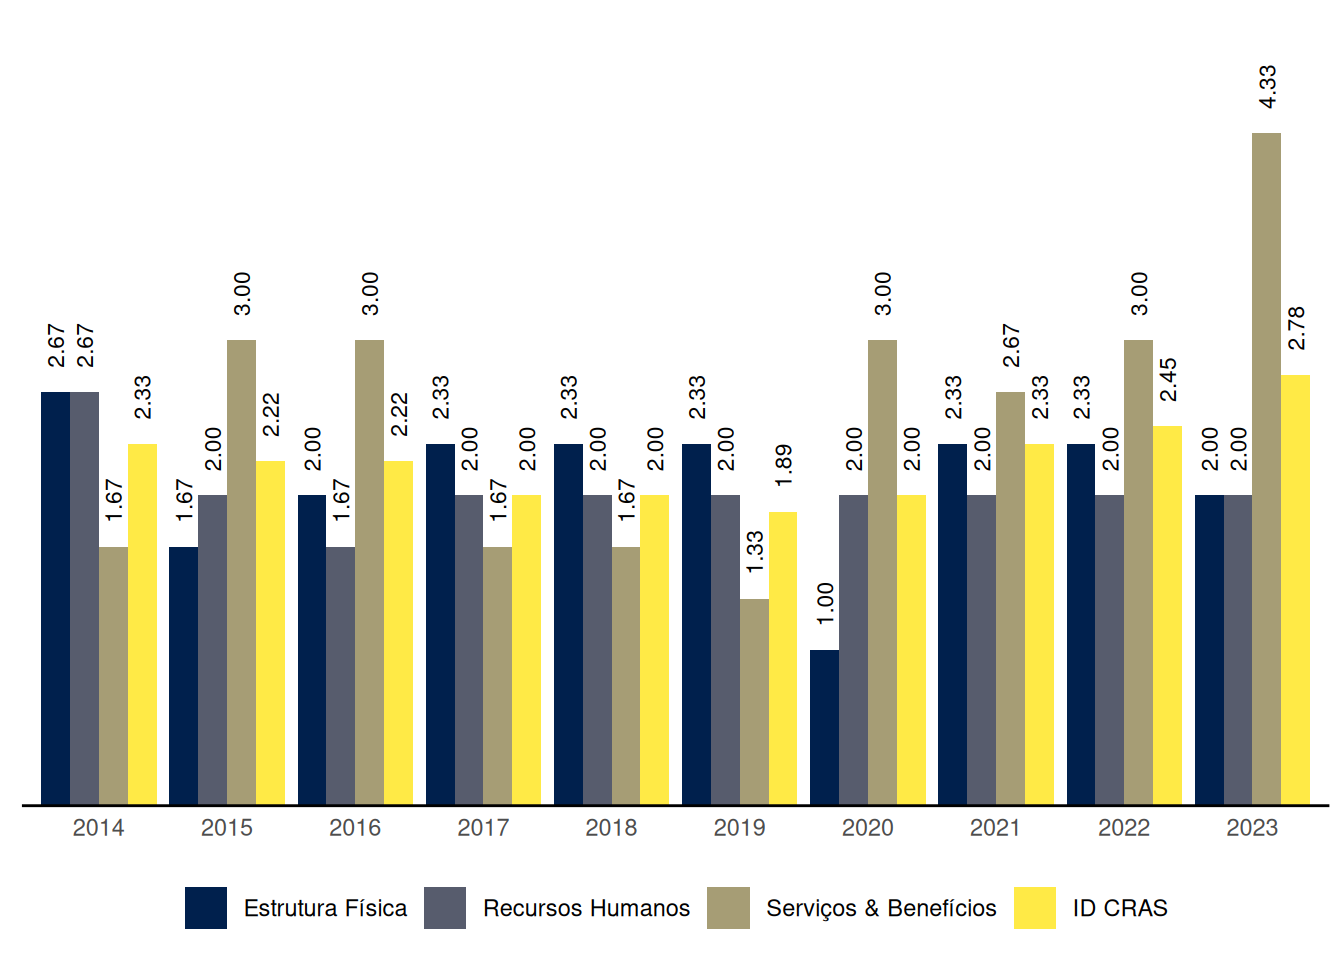 2.67 2.67 1.67 2.33
1.67 2.00 3.00 2.22
2.00 1.67 3.00 2.22
2.33 2.00 1.67 2.00
2.33 2.00 1.67 2.00
2.33 2.00 1.33 1.89
1.00 2.00 3.00 2.00
2.33 2.00 2.67 2.33
2.33 2.00 3.00 2.45
2.00 2.00 4.33 2.78
2014 2015 2016 2017 2018 2019 2020 2021 2022 2023
Estrutura Física Recursos Humanos Serviços & Benefícios ID CRAS